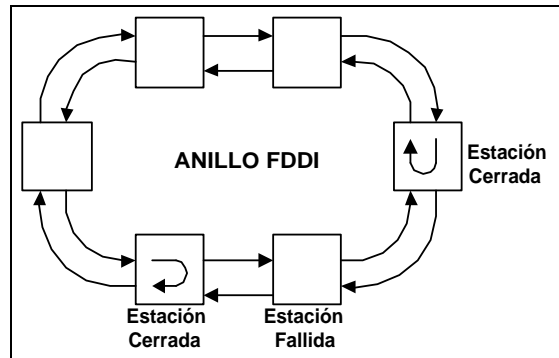 ANILLO FDDI
Estación
Cerrada
Estación
Cerrada
Estación
Fallida